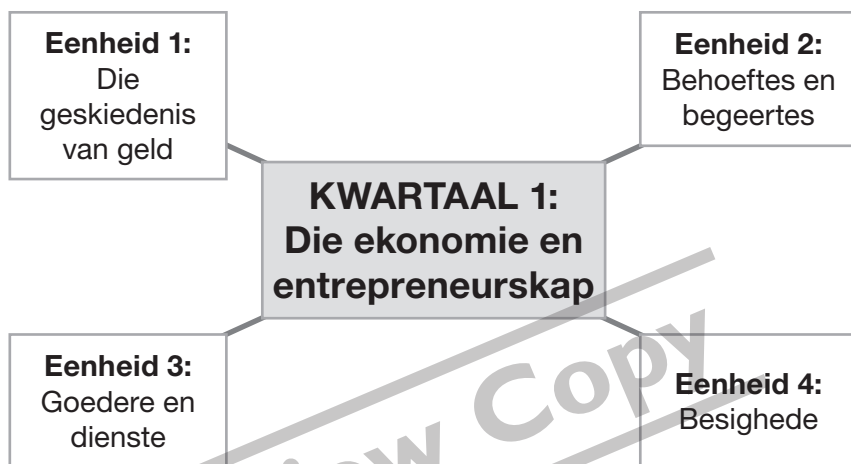 Eenheid 1:
Die
geskiedenis
van geld
Eenheid 2:
Behoeftes en
begeertes
KWARTAAL 1:
Die ekonomie en
entrepreneurskap
Eenheid 3:
Goedere en
dienste
Eenheid 4:
Besighede
Copy